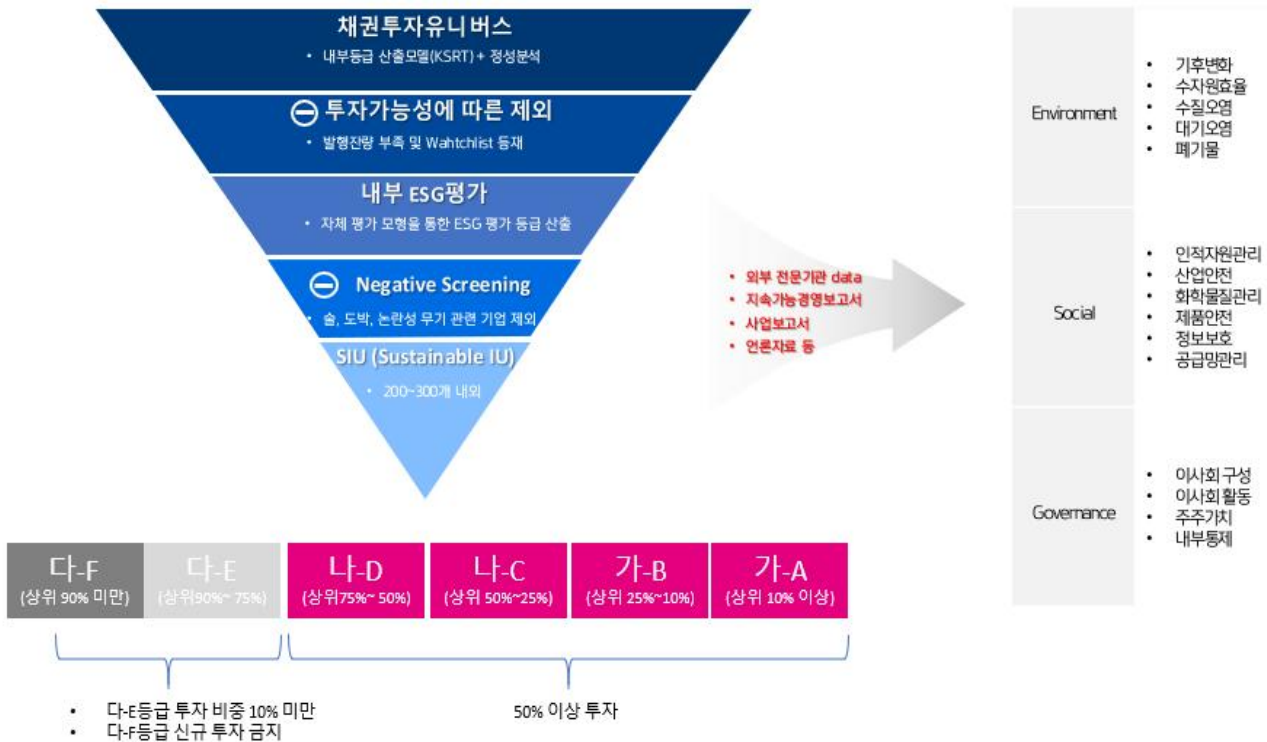 채권투자유니버스
• 내부등급 산출모델(KSRT) + 정성분석
투자가능성에 따른 제외
• 발행잔량 부족 및 Wahtchlist 등재
내부 ESG평가
• 자체 평가 모형을 통한 ESG 평가 등급 산출
Negative Screening
• 술, 도박, 논란성 무기 관련 기업 제외
SIU (Sustainable IU)
• 200~300개 내외
• 외부 전문기관 data
• 지속가능경영보고서
• 사업보고서
• 언론자료 등
Environment
• 기후변화
• 수자원효율
• 수질오염
• 대기오염
• 폐기물
Social
• 인적자원관리
• 산업안전
• 화학물질관리
• 제품안전
• 정보보호
• 공급망관리
Governance
• 이사회 구성
• 이사회 활동
• 주주가치
• 내부통제
다-F
(상위 90% 미만)
다-E
(상위90%~ 75%)
나-D
(상위75%~ 50%)
나-C
(상위 50%~25%)
가-B
(상위 25%~10%)
가-A
(상위 10% 이상)
• 다-E등급 투자 비중 10% 미만
• 다-F등급 신규 투자 금지
50% 이상 투자